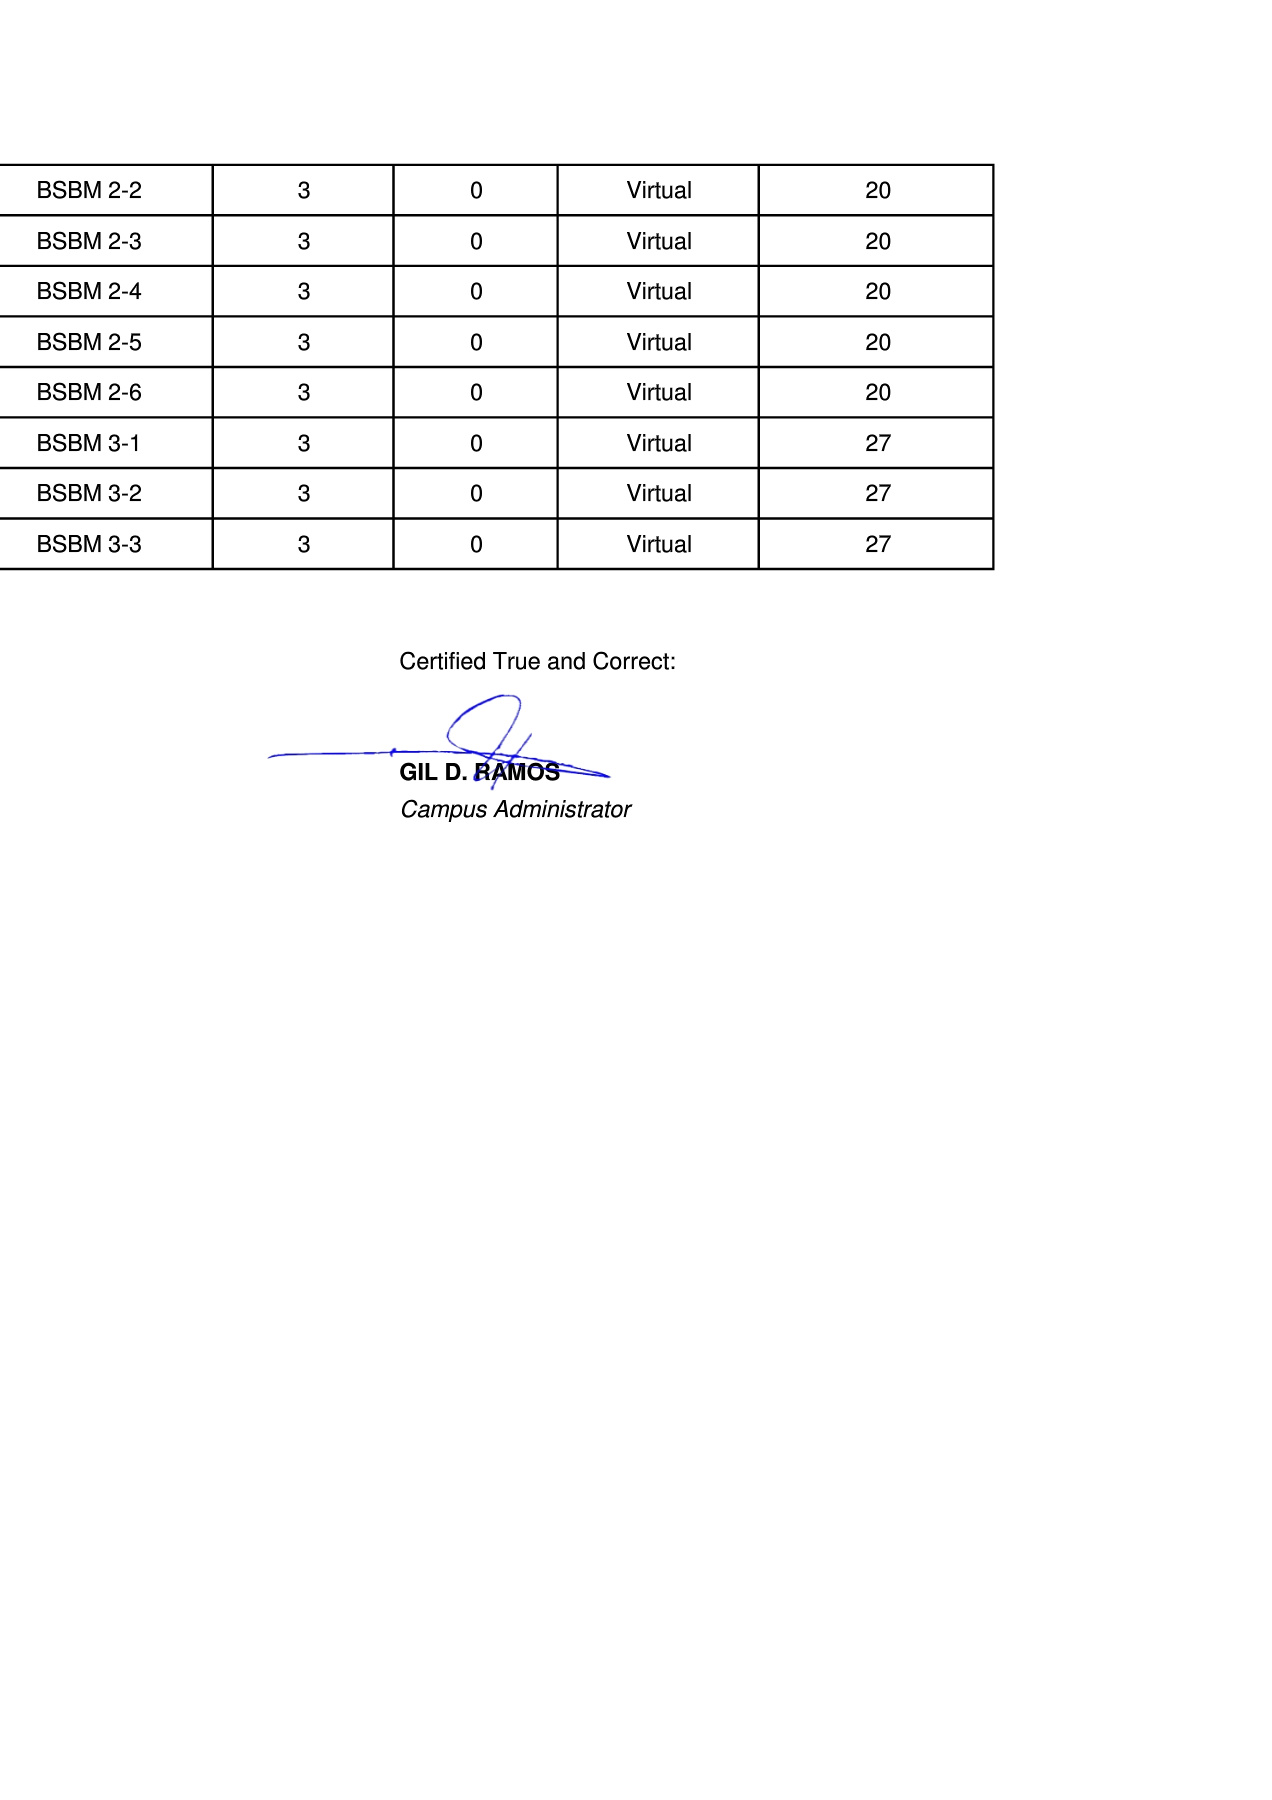 BSBM 2-2 3 0 Virtual 20
BSBM 2-3 3 0 Virtual 20
BSBM 2-4 3 0 Virtual 20
BSBM 2-5 3 0 Virtual 20
BSBM 2-6 3 0 Virtual 20
BSBM 3-1 3 0 Virtual 27
BSBM 3-2 3 0 Virtual 27
BSBM 3-3 3 0 Virtual 27
Certified True and Correct:
GIL D. RAMOS
Campus Administrator